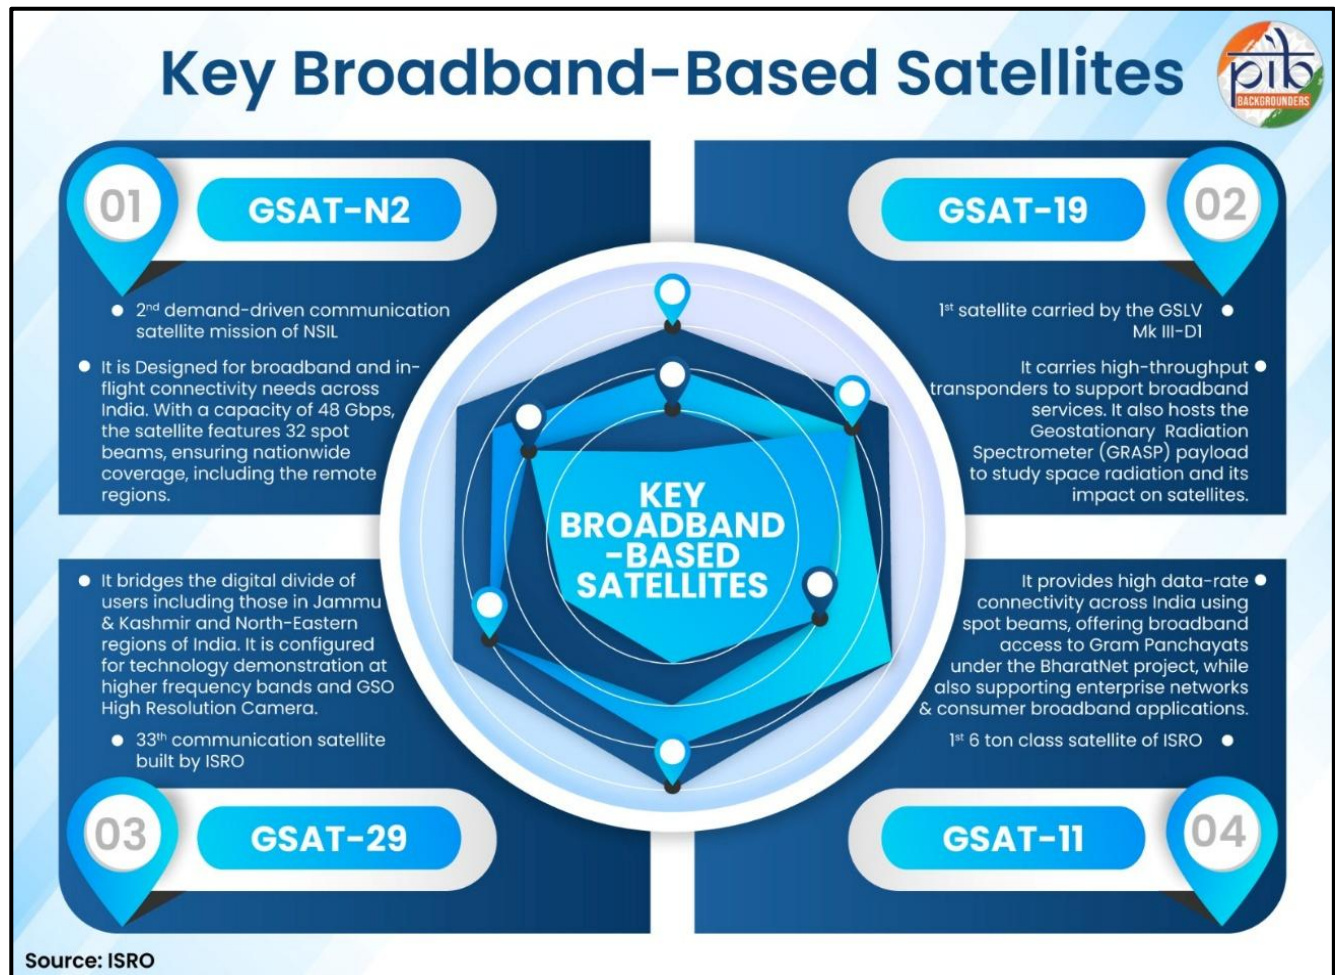 Key Broadband-Based Satellites
pib
BACKGROUNDERS
01
GSAT-N2
2nd demand-driven communication
satellite mission of NSIL
It is Designed for broadband and in-
flight connectivity needs across
India. With a capacity of 48 Gbps,
the satellite features 32 spot
beams, ensuring nationwide
coverage, including the remote
regions.
GSAT-19
02
1st satellite carried by the GSLV
Mk III-D1
It carries high-throughput
transponders to support broadband
services. It also hosts the
Geostationary Radiation
Spectrometer (GRASP) payload
to study space radiation and its
impact on satellites.
KEY
BROADBAND
-BASED
SATELLITES
It bridges the digital divide of
users including those in Jammu
& Kashmir and North-Eastern
regions of India. It is configured
for technology demonstration at
higher frequency bands and GSO
High Resolution Camera.
33th communication satellite
built by ISRO
03
GSAT-29
It provides high data-rate
connectivity across India using
spot beams, offering broadband
access to Gram Panchayats
under the BharatNet project, while
also supporting enterprise networks
& consumer broadband applications.
1st 6 ton class satellite of ISRO
GSAT-11
04
Source: ISRO